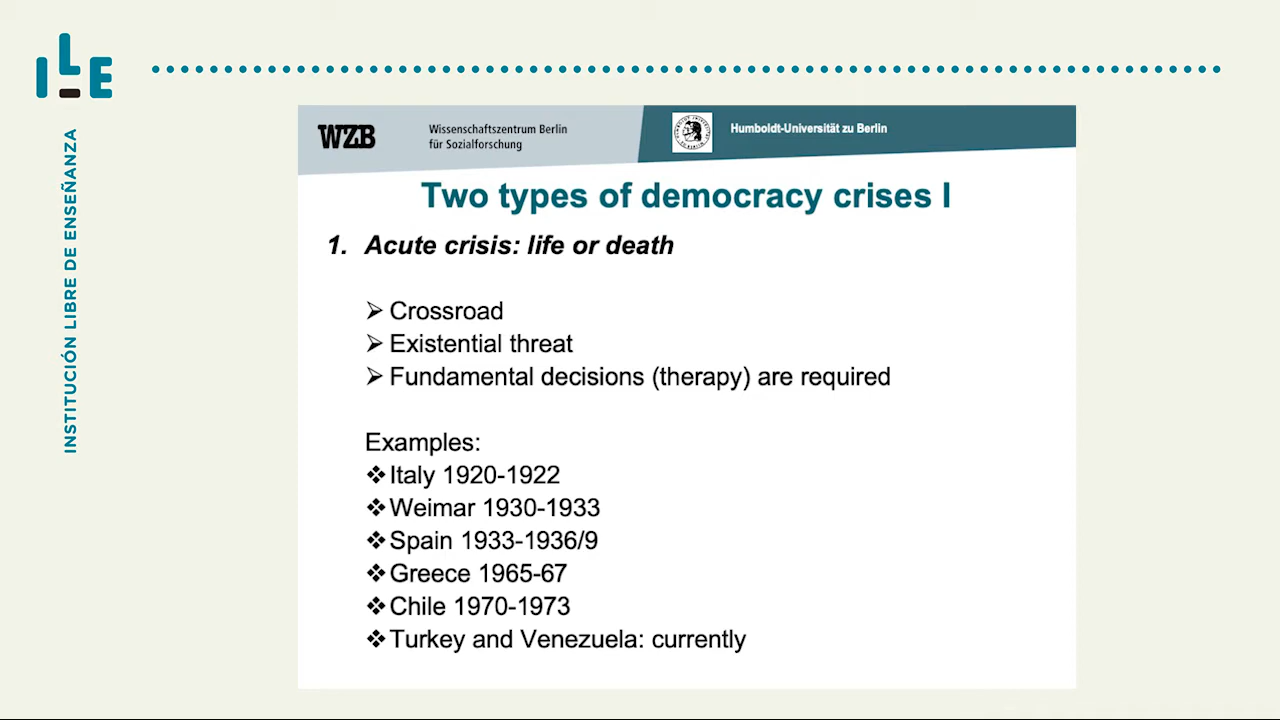 ILE
INSTITUCIÓN LIBRE DE ENSEÑANZA
WZB
Wissenschaftszentrum Berlin
für Sozialforschung
Humboldt-Universität zu Berlin
Two types of democracy crises I
1. Acute crisis: life or death
➢ Crossroad
➢ Existential threat
➢ Fundamental decisions (therapy) are required
Examples:
❖ Italy 1920-1922
❖ Weimar 1930-1933
❖ Spain 1933-1936/9
❖ Greece 1965-67
❖ Chile 1970-1973
❖ Turkey and Venezuela: currently